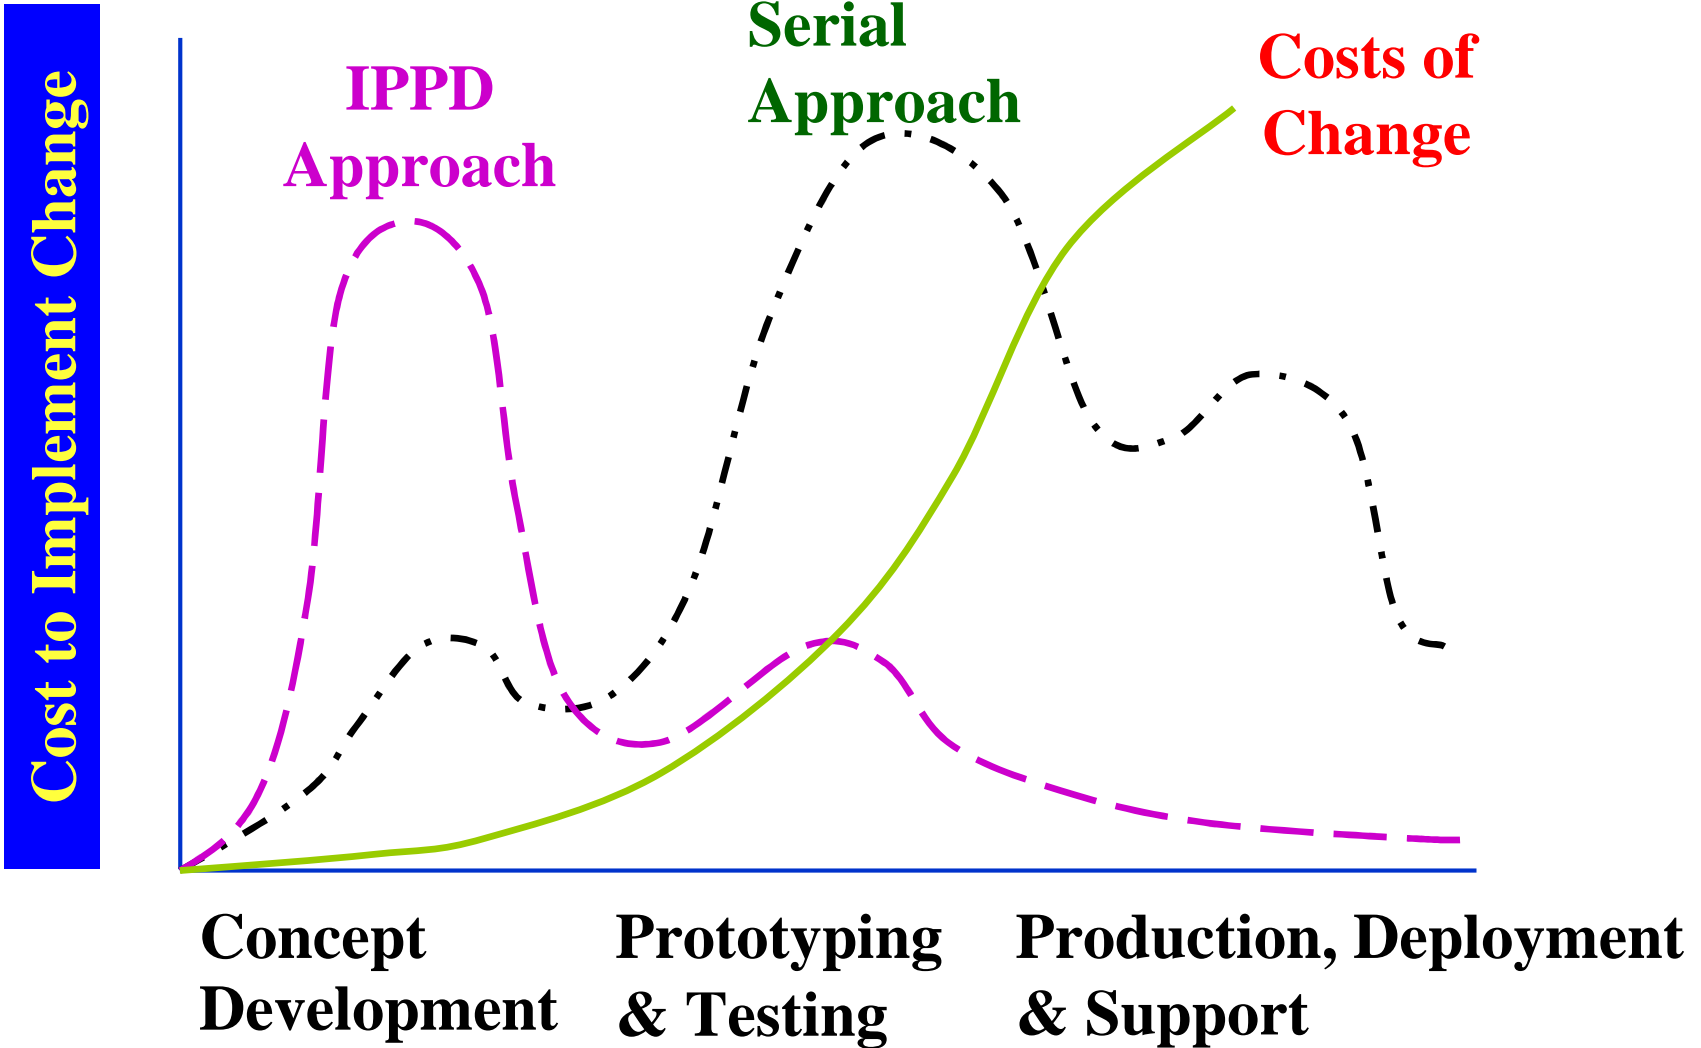 Cost to Implement Change
IPPD
Approach
Serial
Approach
Costs of
Change
Concept
Development
Prototyping
& Testing
Production, Deployment
& Support